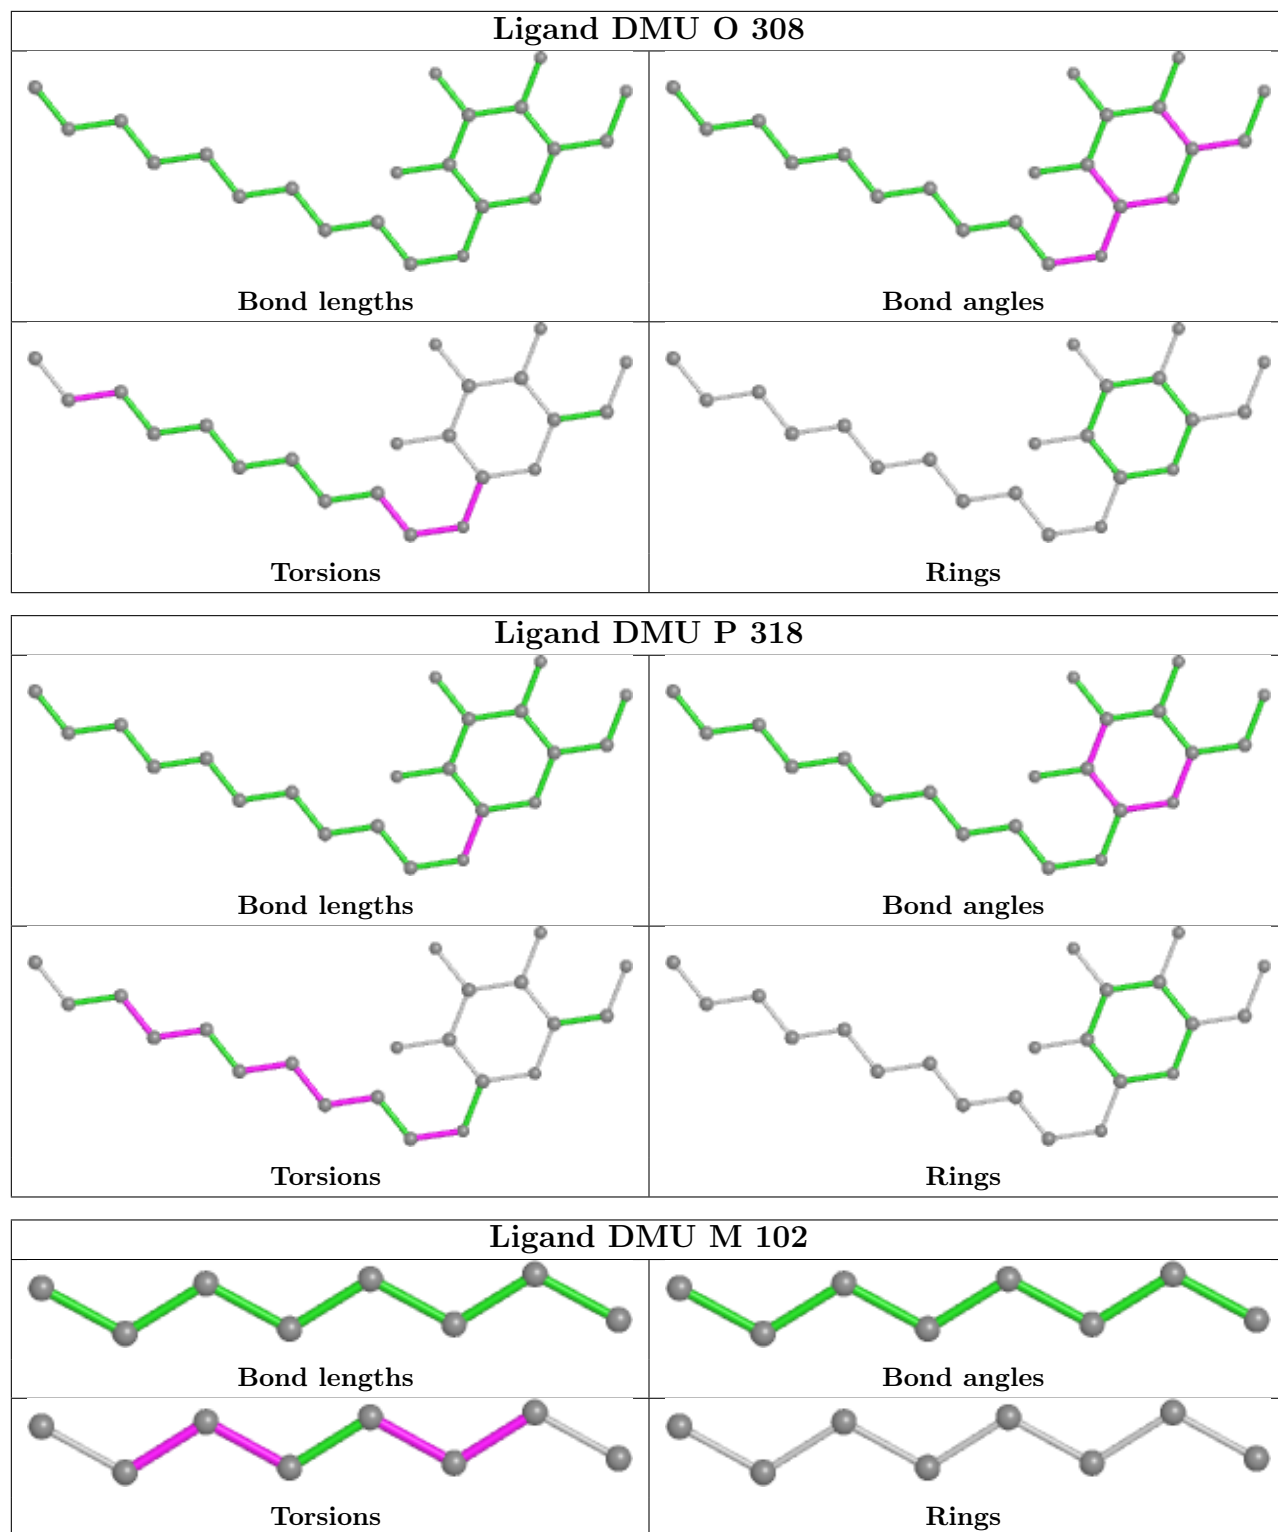 Ligand DMU O 308
Bond lengths
Bond angles
Torsions
Rings
Ligand DMU P 318
Bond lengths
Bond angles
Torsions
Rings
Ligand DMU M 102
Bond lengths
Bond angles
Torsions
Rings